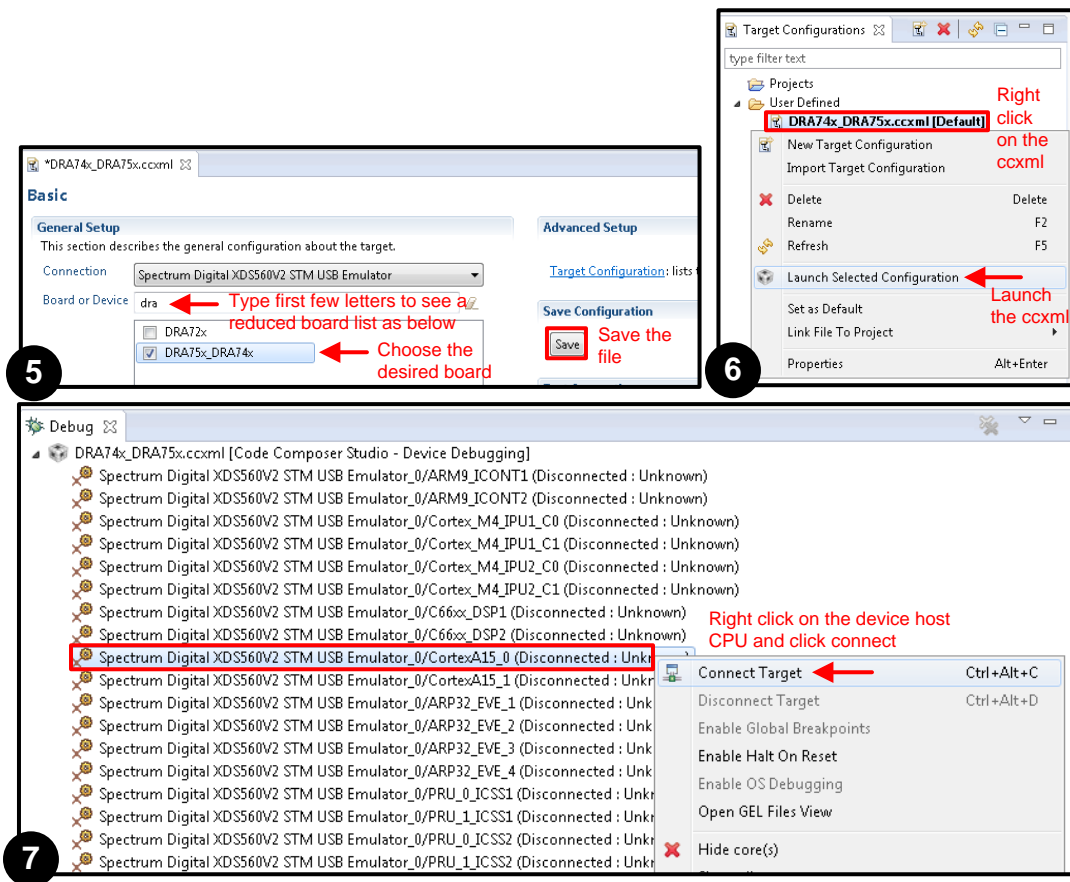 *DRA74x_DRA75x.ccxml
Basic
General Setup
This section describes the general configuration about the target.
Connection
Spectrum Digital XDS560V2 STM USB Emulator
Board or Device
dra
Type first few letters to see a
reduced board list as below
DRA72x
DRA75x_DRA74x
Choose the
desired board
Advanced Setup
Target Configuration: lists
Save Configuration
Save
Save the
file
5
Target Configurations
type filter text
Projects
User Defined
DRA74x_DRA75x.ccxml [Default]
Right
click
on the
ccxml
New Target Configuration
Import Target Configuration
Delete Delete
Rename F2
Refresh F5
Launch Selected Configuration
Launch
the ccxml
Set as Default
Link File To Project
Properties Alt+Enter
6
Debug
DRA74x_DRA75x.ccxml [Code Composer Studio - Device Debugging]
Spectrum Digital XDS560V2 STM USB Emulator_0/ARM9_ICONT1 (Disconnected : Unknown)
Spectrum Digital XDS560V2 STM USB Emulator_0/ARM9_ICONT2 (Disconnected : Unknown)
Spectrum Digital XDS560V2 STM USB Emulator_0/Cortex_M4_IPU1_C0 (Disconnected : Unknown)
Spectrum Digital XDS560V2 STM USB Emulator_0/Cortex_M4_IPU1_C1 (Disconnected : Unknown)
Spectrum Digital XDS560V2 STM USB Emulator_0/Cortex_M4_IPU2_C0 (Disconnected : Unknown)
Spectrum Digital XDS560V2 STM USB Emulator_0/Cortex_M4_IPU2_C1 (Disconnected : Unknown)
Spectrum Digital XDS560V2 STM USB Emulator_0/C66xx_DSP1 (Disconnected : Unknown)
Spectrum Digital XDS560V2 STM USB Emulator_0/C66xx_DSP2 (Disconnected : Unknown)
Spectrum Digital XDS560V2 STM USB Emulator_0/CortexA15_0 (Disconnected : Unkr
Spectrum Digital XDS560V2 STM USB Emulator_0/CortexA15_1 (Disconnected : Unkr
Spectrum Digital XDS560V2 STM USB Emulator_0/ARP32_EVE_1 (Disconnected : Unk
Spectrum Digital XDS560V2 STM USB Emulator_0/ARP32_EVE_2 (Disconnected : Unk
Spectrum Digital XDS560V2 STM USB Emulator_0/ARP32_EVE_3 (Disconnected : Unk
Spectrum Digital XDS560V2 STM USB Emulator_0/ARP32_EVE_4 (Disconnected : Unk
Spectrum Digital XDS560V2 STM USB Emulator_0/PRU_0_ICSS1 (Disconnected : Unkr
Spectrum Digital XDS560V2 STM USB Emulator_0/PRU_1_ICSS1 (Disconnected : Unkr
Spectrum Digital XDS560V2 STM USB Emulator_0/PRU_0_ICSS2 (Disconnected : Unkr
Spectrum Digital XDS560V2 STM USB Emulator_0/PRU_1_ICSS2 (Disconnected : Unkr
Right click on the device host
CPU and click connect
Connect Target Ctrl+Alt+C
Disconnect Target Ctrl+Alt+D
Enable Global Breakpoints
Enable Halt On Reset
Enable OS Debugging
Open GEL Files View
Hide core(s)
7